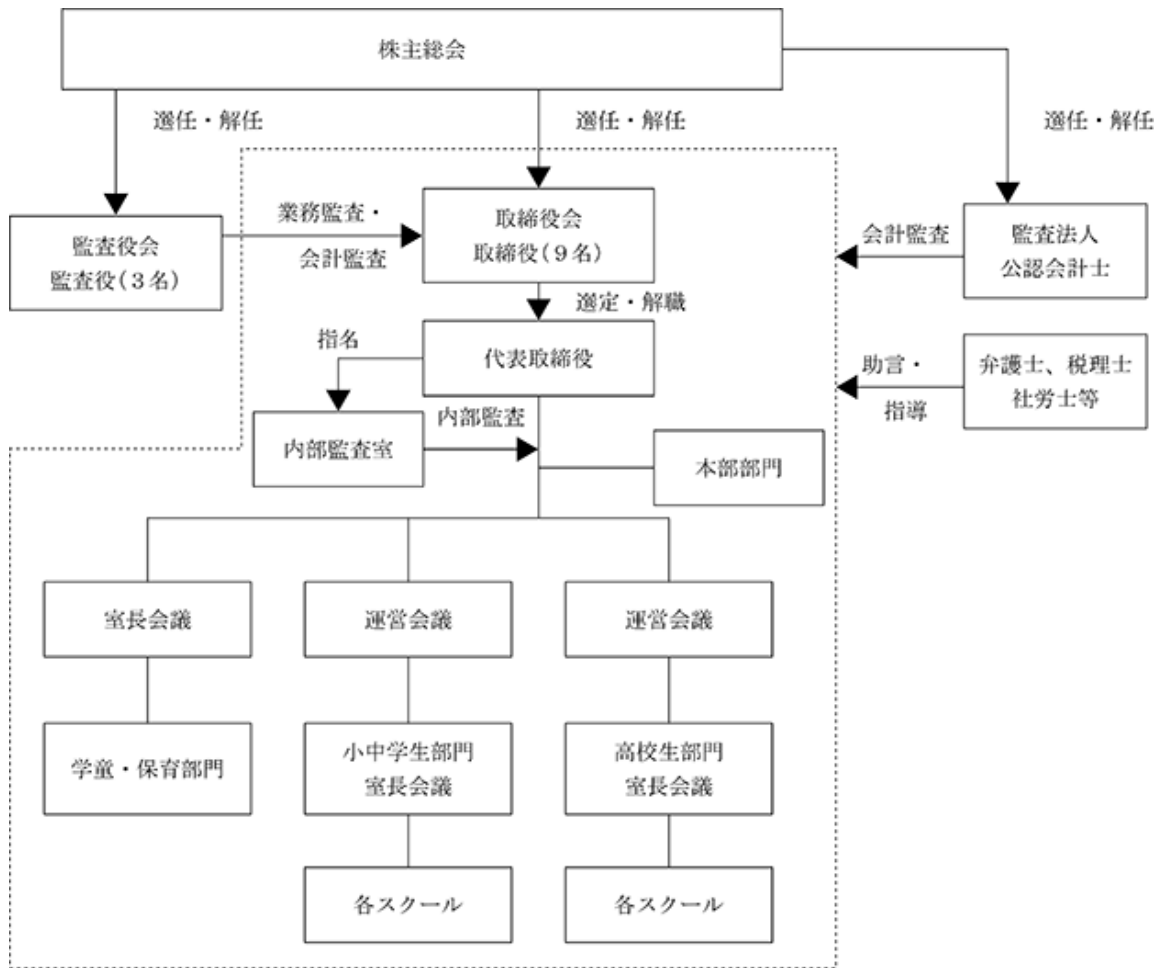 株主総会
選任・解任
選任・解任
選任・解任
監査役会
監査役(3名)
業務監査・
会計監査
取締役会
取締役(9名)
会計監査
監査法人
公認会計士
選定・解職
指名
代表取締役
助言・
指導
弁護士、税理士
社労士等
内部監査室
内部監査
本部部門
室長会議
運営会議
運営会議
学童・保育部門
小中学生部門
室長会議
高校生部門
室長会議
各スクール
各スクール